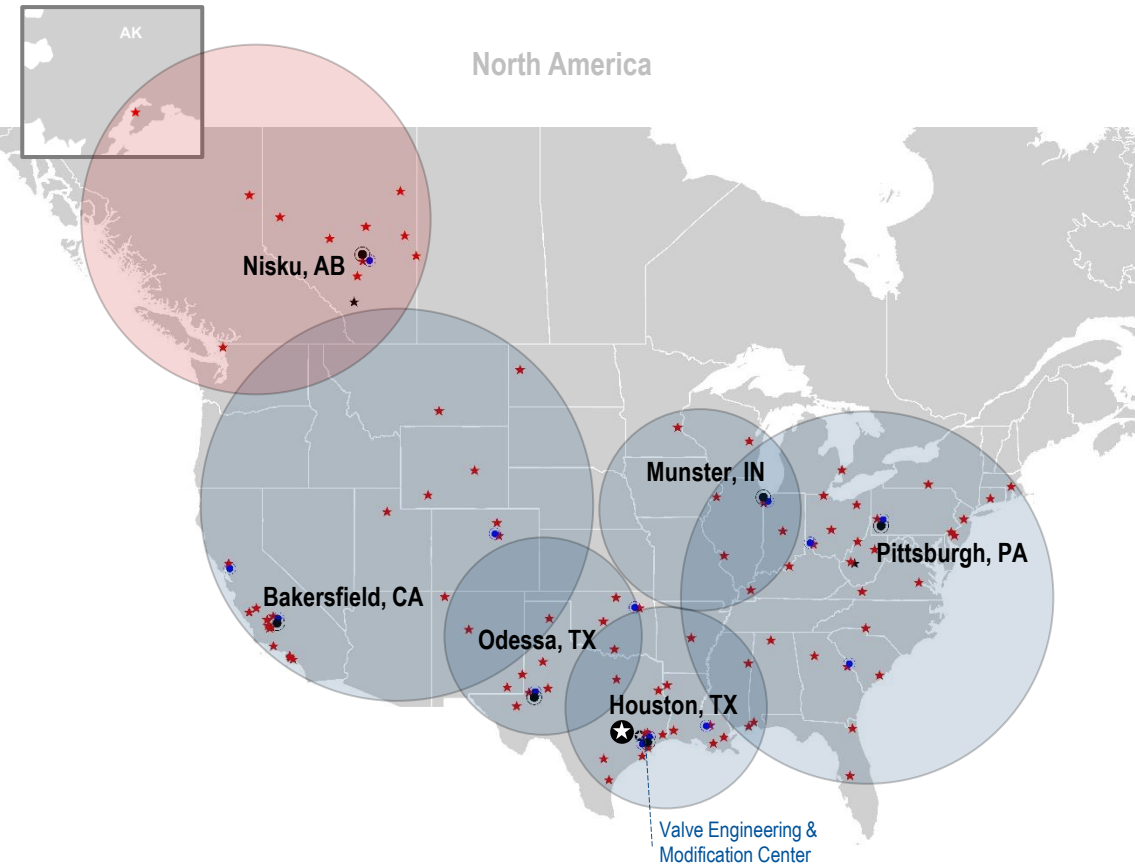 AK
North America
Nisku, AB
Munster, IN
Pittsburgh, PA
Bakersfield, CA
Odessa, TX
Houston, TX
Valve Engineering &
Modification Center